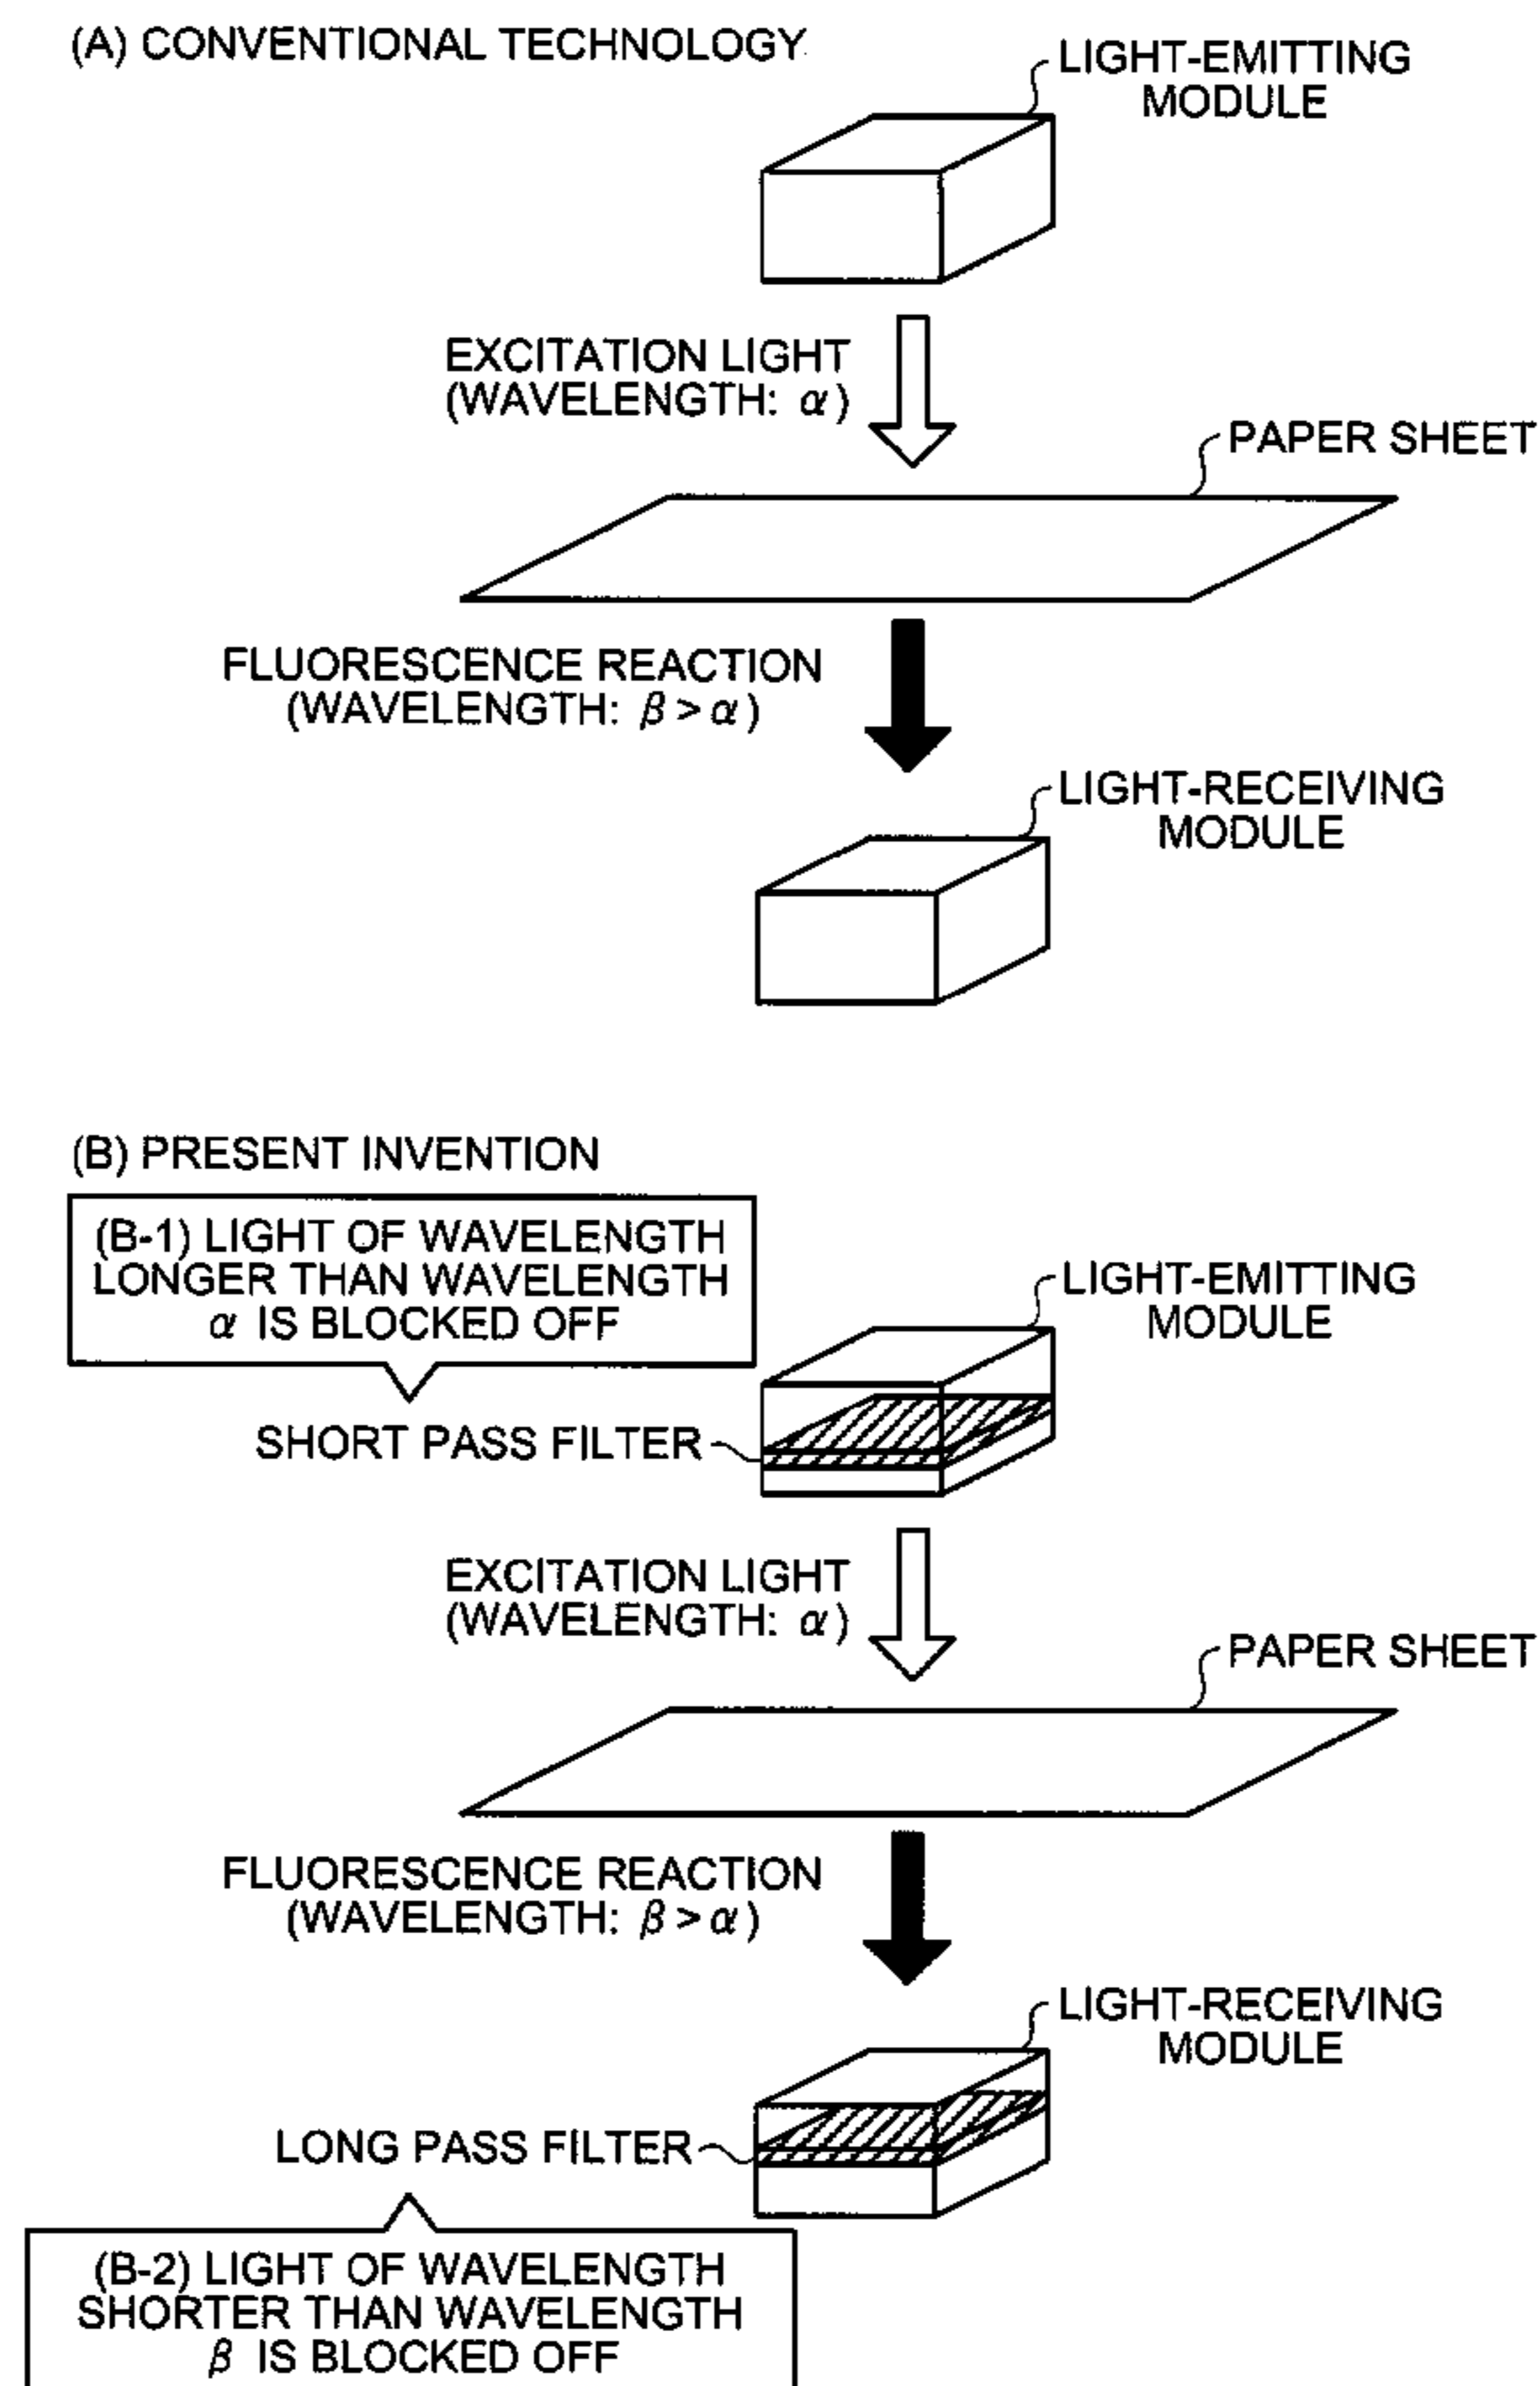 (A) CONVENTIONAL TECHNOLOGY
LIGHT-EMITTING
MODULE
EXCITATION LIGHT
(WAVELENGTH: α)
PAPER SHEET
FLUORESCENCE REACTION
(WAVELENGTH: β > α)
LIGHT-RECEIVING
MODULE
(B) PRESENT INVENTION
(B-1) LIGHT OF WAVELENGTH
LONGER THAN WAVELENGTH
α IS BLOCKED OFF
LIGHT-EMITTING
MODULE
SHORT PASS FILTER
EXCITATION LIGHT
(WAVELENGTH: α)
PAPER SHEET
FLUORESCENCE REACTION
(WAVELENGTH: β > α)
LIGHT-RECEIVING
MODULE
LONG PASS FILTER
(B-2) LIGHT OF WAVELENGTH
SHORTER THAN WAVELENGTH
β IS BLOCKED OFF